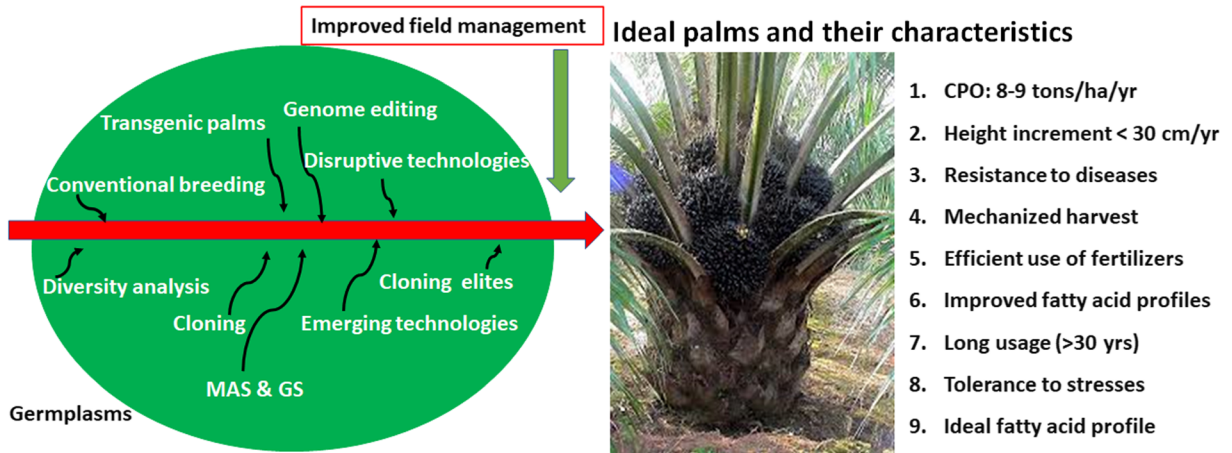 Improved field management
Ideal palms and their characteristics
Genome editing
Transgenic palms
Disruptive technologies
Conventional breeding
Diversity analysis
Cloning elites
Cloning
Emerging technologies
MAS & GS
Germplasms
1. CPO: 8-9 tons/ha/yr
2. Height increment < 30 cm/yr
3. Resistance to diseases
4. Mechanized harvest
5. Efficient use of fertilizers
6. Improved fatty acid profiles
7. Long usage (>30 yrs)
8. Tolerance to stresses
9. Ideal fatty acid profile